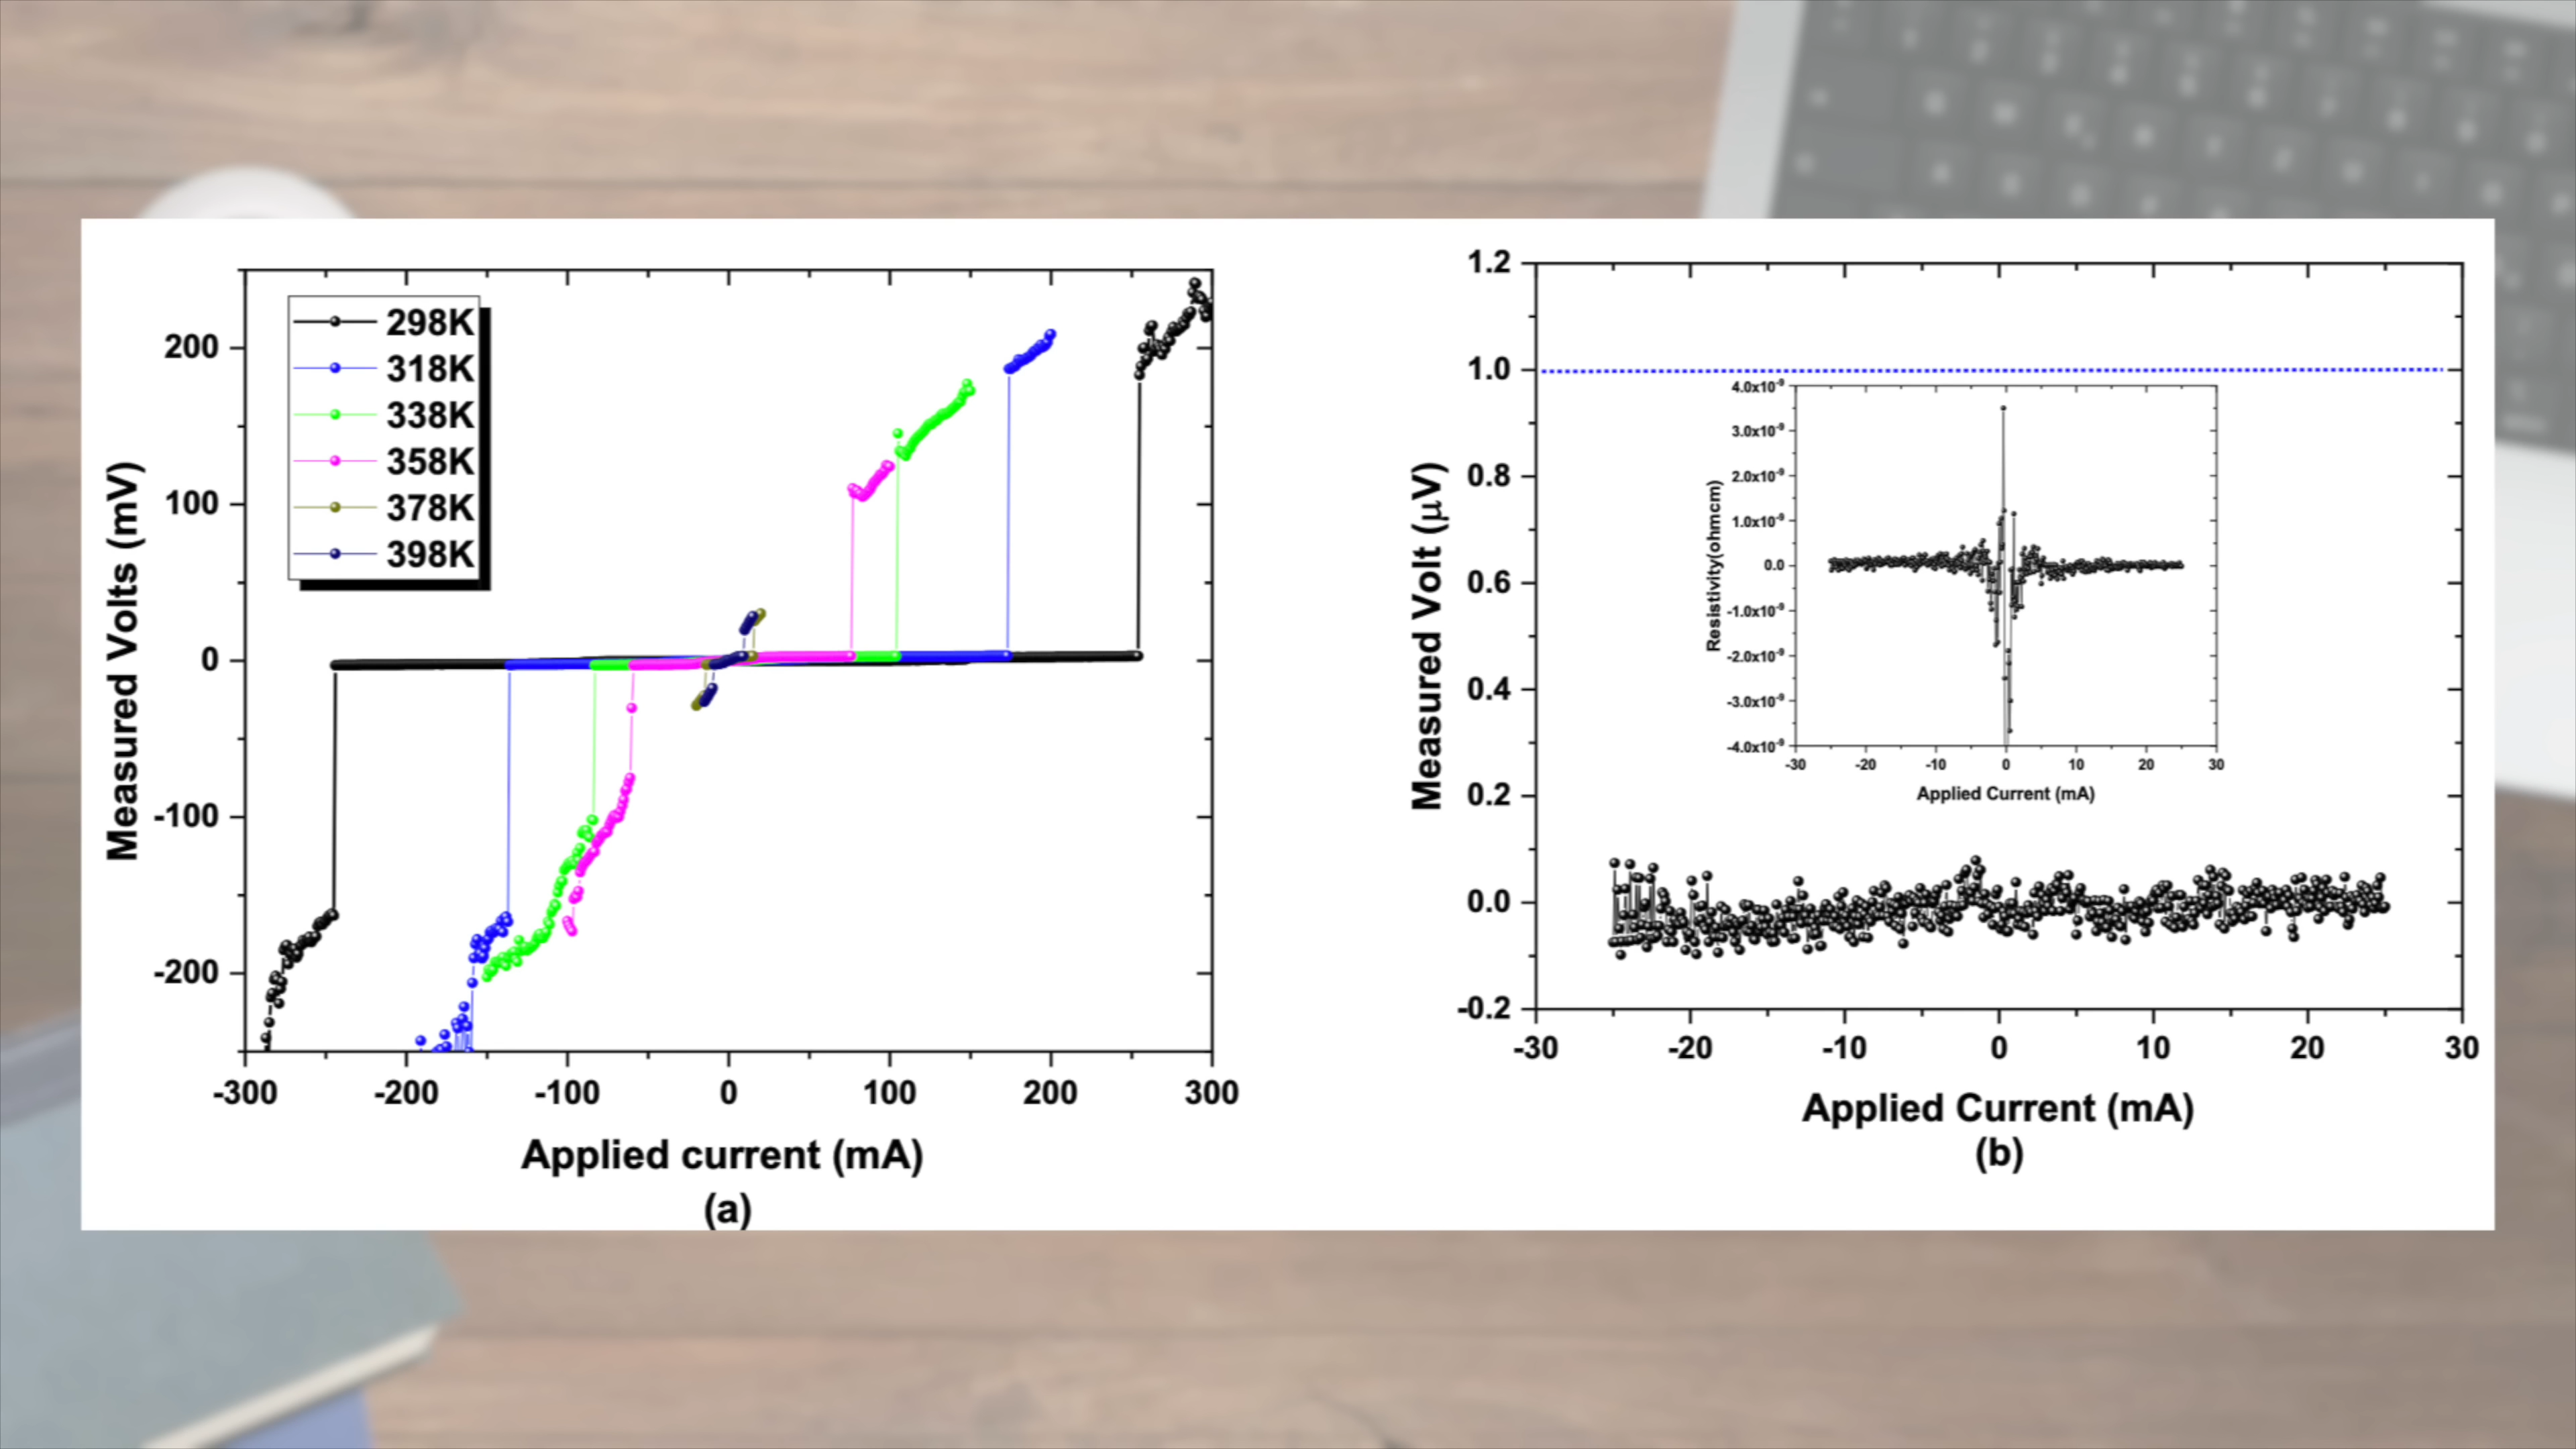 298K
318K
338K
358K
378K
398K
200
100
0
-100
-200
Measured Volts (mV)
-300
-200
-100
0
100
200
300
Applied current (mA)
(a)
1.2
1.0
0.8
0.6
0.4
0.2
0.0
-0.2
Measured Volt (μV)
4.0x10⁻⁹
3.0x10⁻⁹
2.0x10⁻⁹
1.0x10⁻⁹
0.0
-1.0x10⁻⁹
-2.0x10⁻⁹
-3.0x10⁻⁹
-4.0x10⁻⁹
Resistivity(ohmcm)
-30
-20
-10
0
10
20
30
Applied Current (mA)
-30
-20
-10
0
10
20
30
Applied Current (mA)
(b)